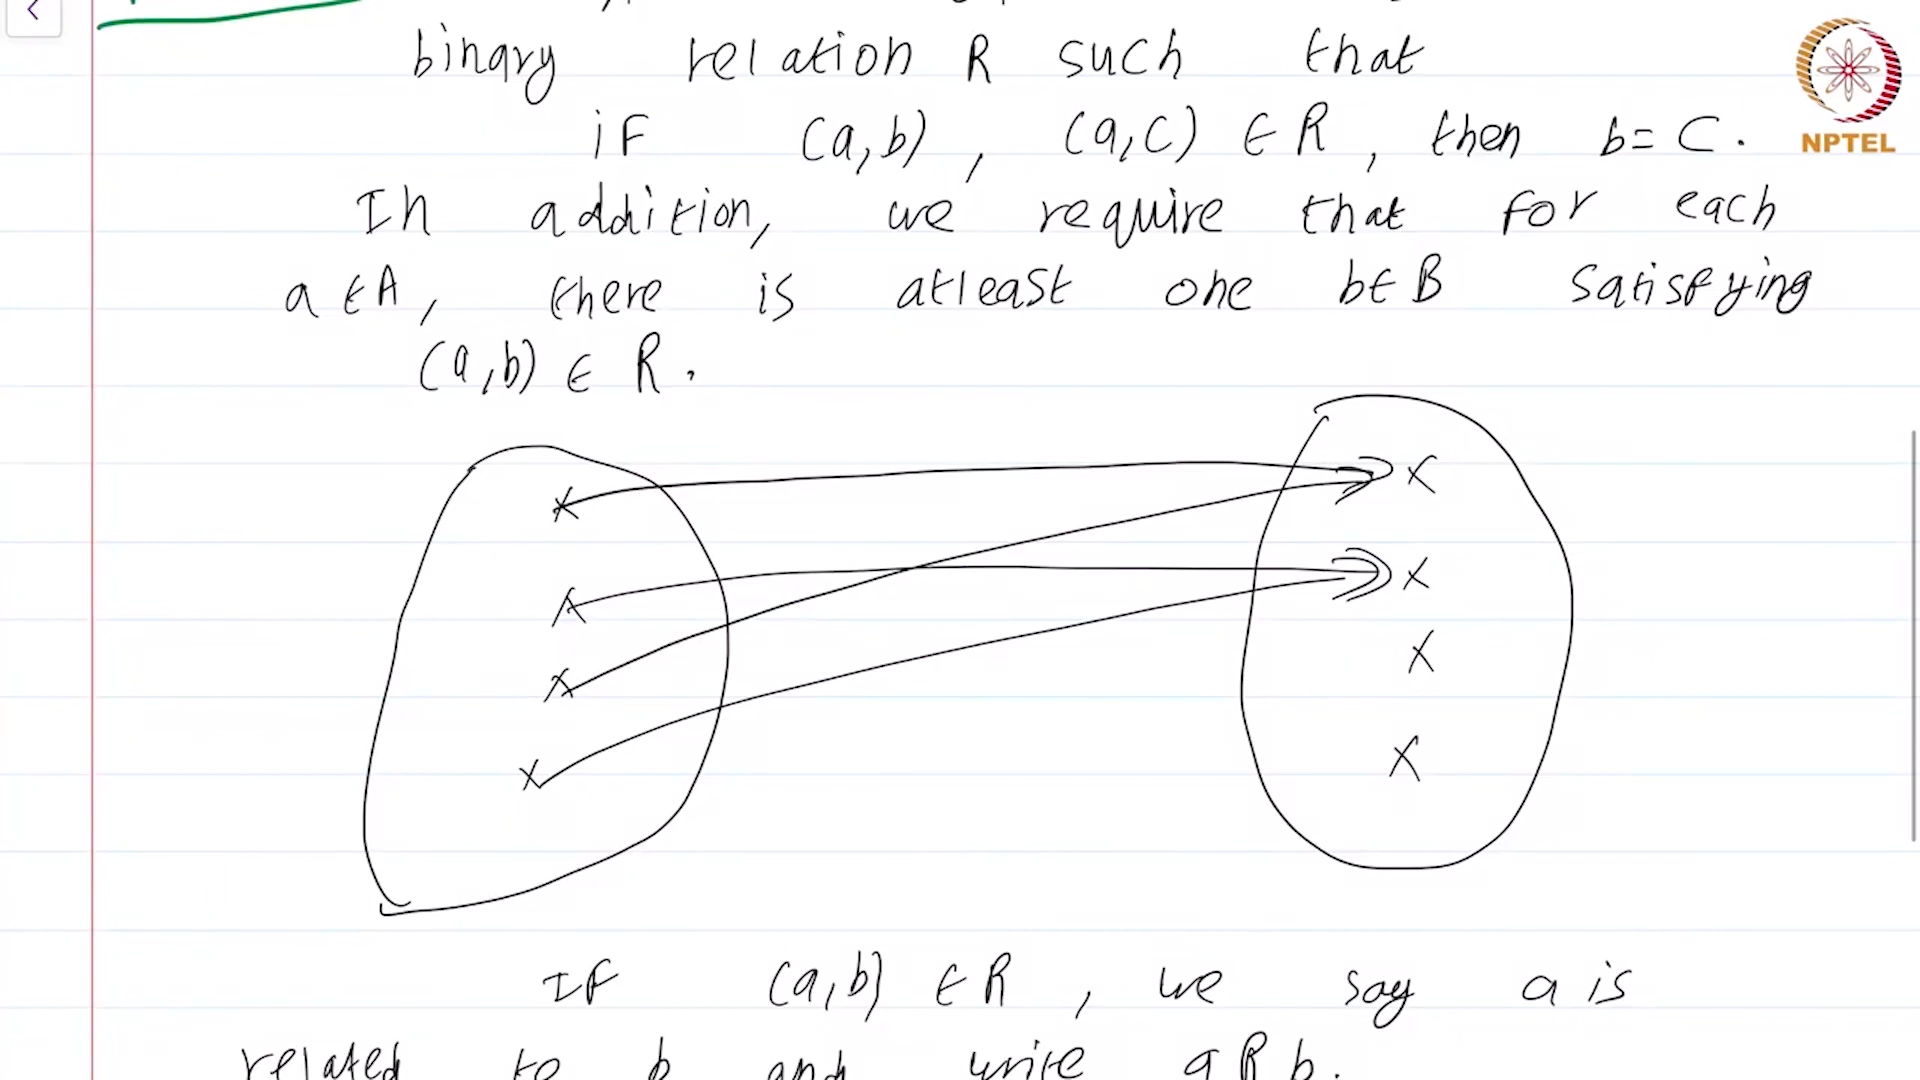 binary relation R such that
NPTEL
if (a,b), (a,c) ∈ R, then b = c.
In addition, we require that for each
a ∈ A, there is atleast one b ∈ B satisfying
(a,b) ∈ R.
If (a,b) ∈ R, we say a is
related to b and write a R b.